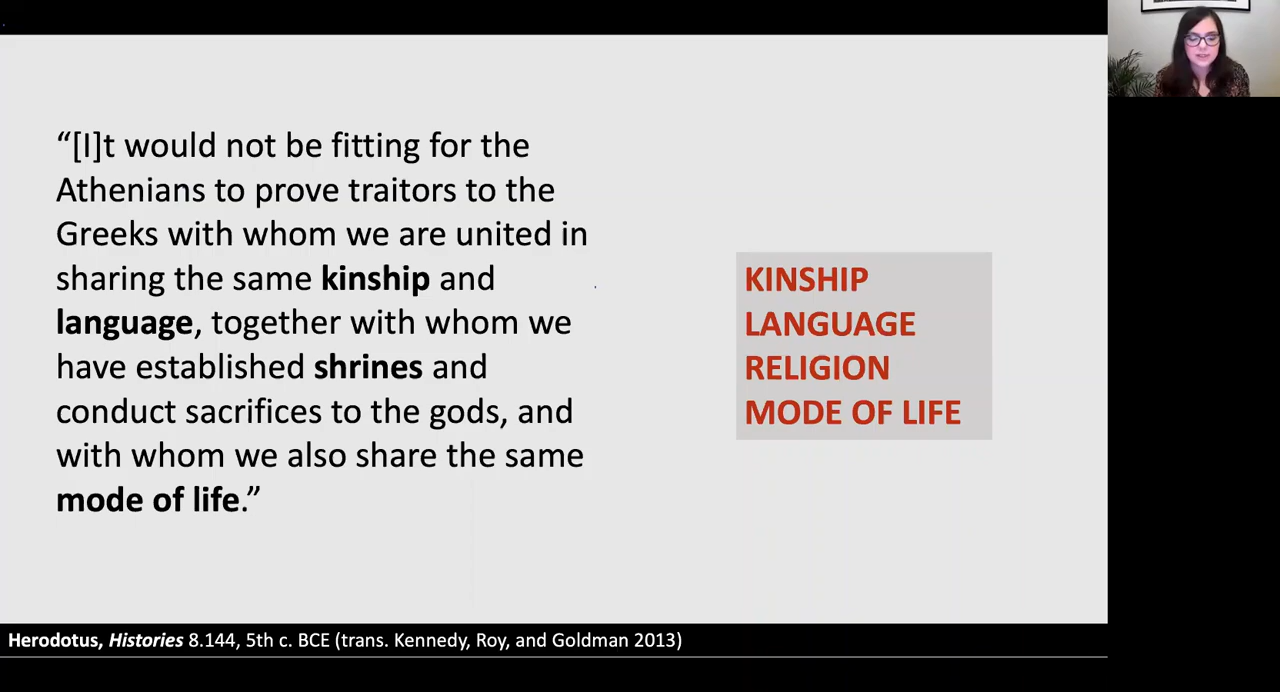 “[I]t would not be fitting for the
Athenians to prove traitors to the
Greeks with whom we are united in
sharing the same kinship and
language, together with whom we
have established shrines and
conduct sacrifices to the gods, and
with whom we also share the same
mode of life.”
KINSHIP
LANGUAGE
RELIGION
MODE OF LIFE
Herodotus, Histories 8.144, 5th c. BCE (trans. Kennedy, Roy, and Goldman 2013)